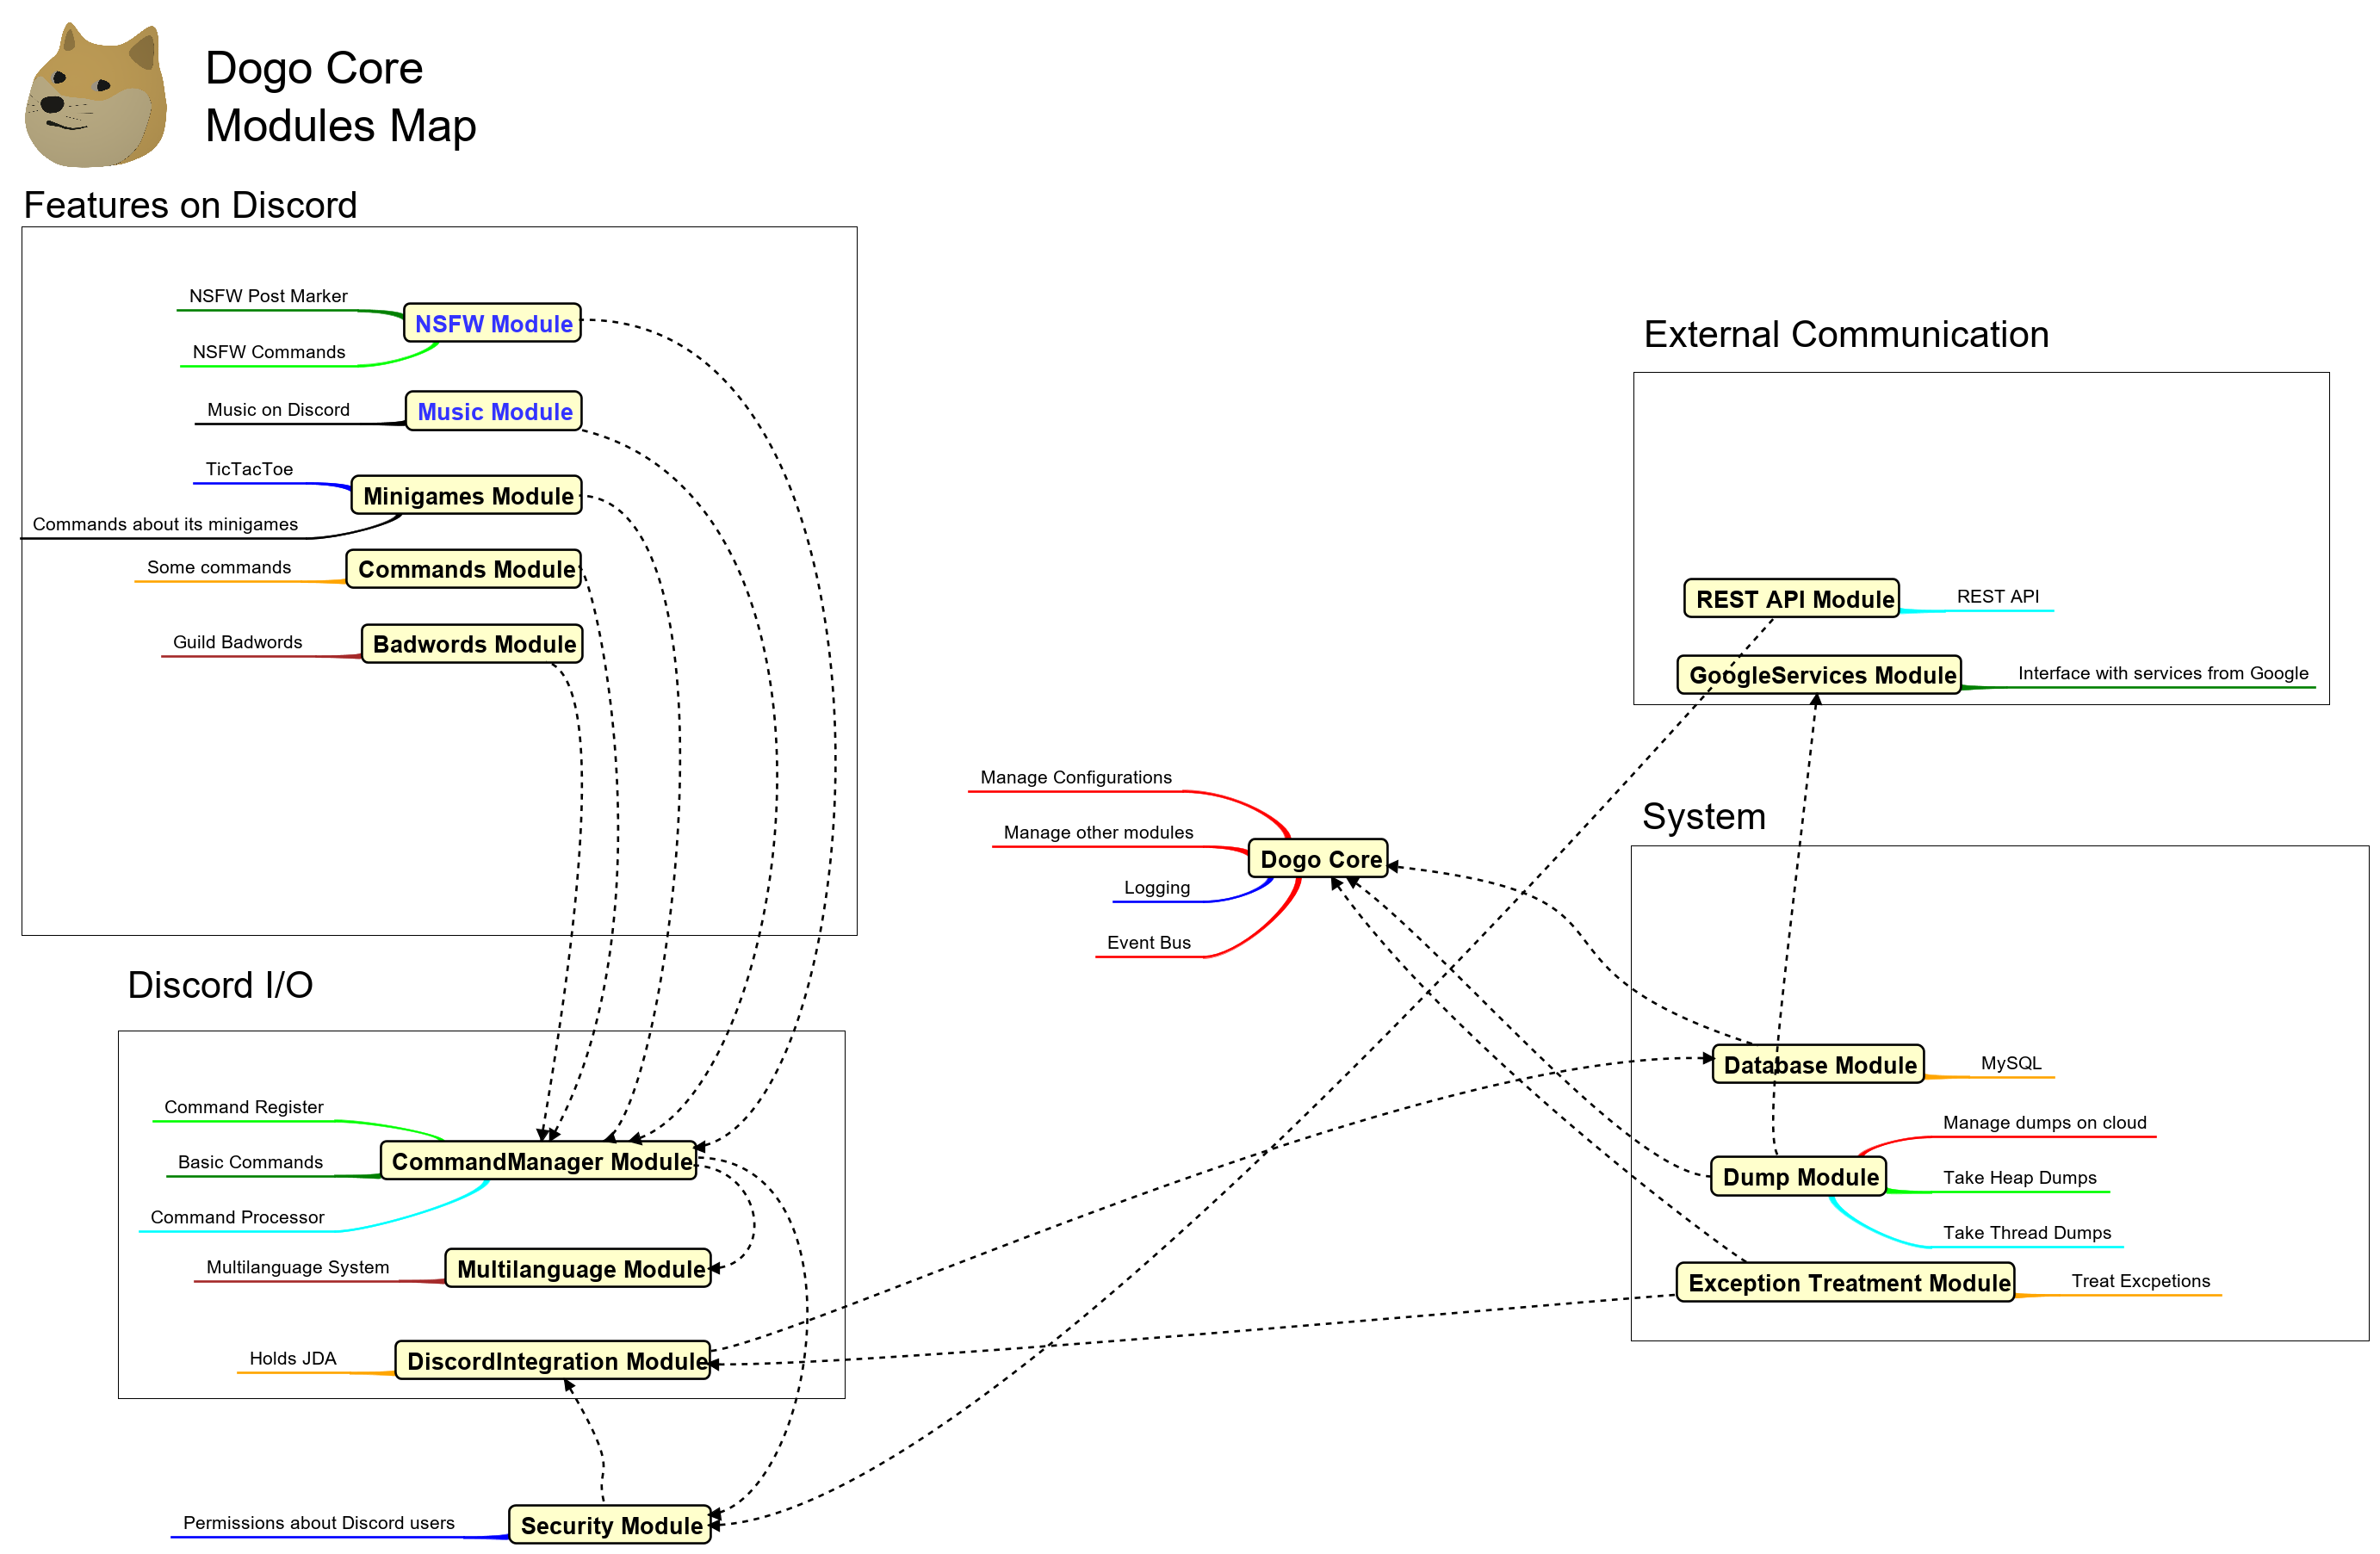 Dogo Core
Modules Map
Features on Discord
NSFW Post Marker
NSFW Module
NSFW Commands
Music on Discord
Music Module
TicTacToe
Minigames Module
Commands about its minigames
Some commands
Commands Module
Guild Badwords
Badwords Module
External Communication
REST API Module
REST API
GoogleServices Module
Interface with services from Google
Manage Configurations
Manage other modules
Dogo Core
Logging
Event Bus
System
Database Module
MySQL
Manage dumps on cloud
Dump Module
Take Heap Dumps
Take Thread Dumps
Exception Treatment Module
Treat Excpetions
Discord I/O
Command Register
Basic Commands
CommandManager Module
Command Processor
Multilanguage System
Multilanguage Module
Holds JDA
DiscordIntegration Module
Permissions about Discord users
Security Module